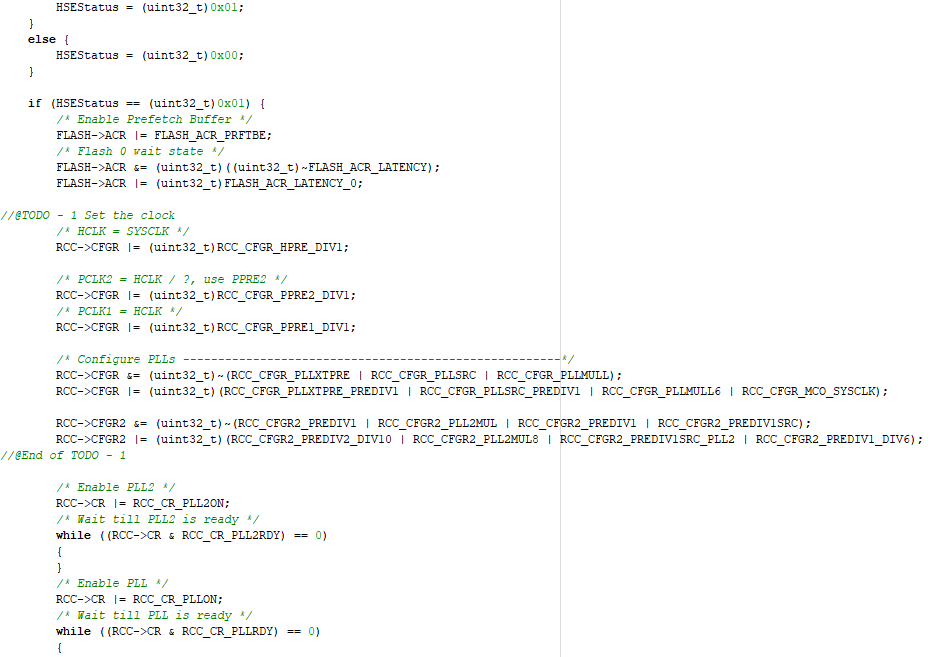 HSEStatus = (uint32_t)0x01;
}
else {
HSEStatus = (uint32_t)0x00;
}
if (HSEStatus == (uint32_t)0x01) {
/* Enable Prefetch Buffer */
FLASH->ACR |= FLASH_ACR_PRFTBE;
/* Flash 0 wait state */
FLASH->ACR &= (uint32_t)((uint32_t)~FLASH_ACR_LATENCY);
FLASH->ACR |= (uint32_t)FLASH_ACR_LATENCY_0;
//@TODO - 1 Set the clock
/* HCLK = SYSCLK */
RCC->CFGR |= (uint32_t)RCC_CFGR_HPRE_DIV1;
/* PCLK2 = HCLK / ?, use PPRE2 */
RCC->CFGR |= (uint32_t)RCC_CFGR_PPRE2_DIV1;
/* PCLK1 = HCLK */
RCC->CFGR |= (uint32_t)RCC_CFGR_PPRE1_DIV1;
/* Configure PLLs ------------------------------------------------------*/
RCC->CFGR &= (uint32_t)~(RCC_CFGR_PLLXTPRE | RCC_CFGR_PLLSRC | RCC_CFGR_PLLMULL);
RCC->CFGR |= (uint32_t)(RCC_CFGR_PLLXTPRE_PREDIV1 | RCC_CFGR_PLLSRC_PREDIV1 | RCC_CFGR_PLLMULL6 | RCC_CFGR_MCO_SYSCLK);
RCC->CFGR2 &= (uint32_t)~(RCC_CFGR2_PREDIV1 | RCC_CFGR2_PLL2MUL | RCC_CFGR2_PREDIV1 | RCC_CFGR2_PREDIV1SRC);
RCC->CFGR2 |= (uint32_t)(RCC_CFGR2_PREDIV2_DIV10 | RCC_CFGR2_PLL2MUL8 | RCC_CFGR2_PREDIV1SRC_PLL2 | RCC_CFGR2_PREDIV1_DIV6);
//@End of TODO - 1
/* Enable PLL2 */
RCC->CR |= RCC_CR_PLL2ON;
/* Wait till PLL2 is ready */
while ((RCC->CR & RCC_CR_PLL2RDY) == 0)
{
}
/* Enable PLL */
RCC->CR |= RCC_CR_PLLON;
/* Wait till PLL is ready */
while ((RCC->CR & RCC_CR_PLLRDY) == 0)
{